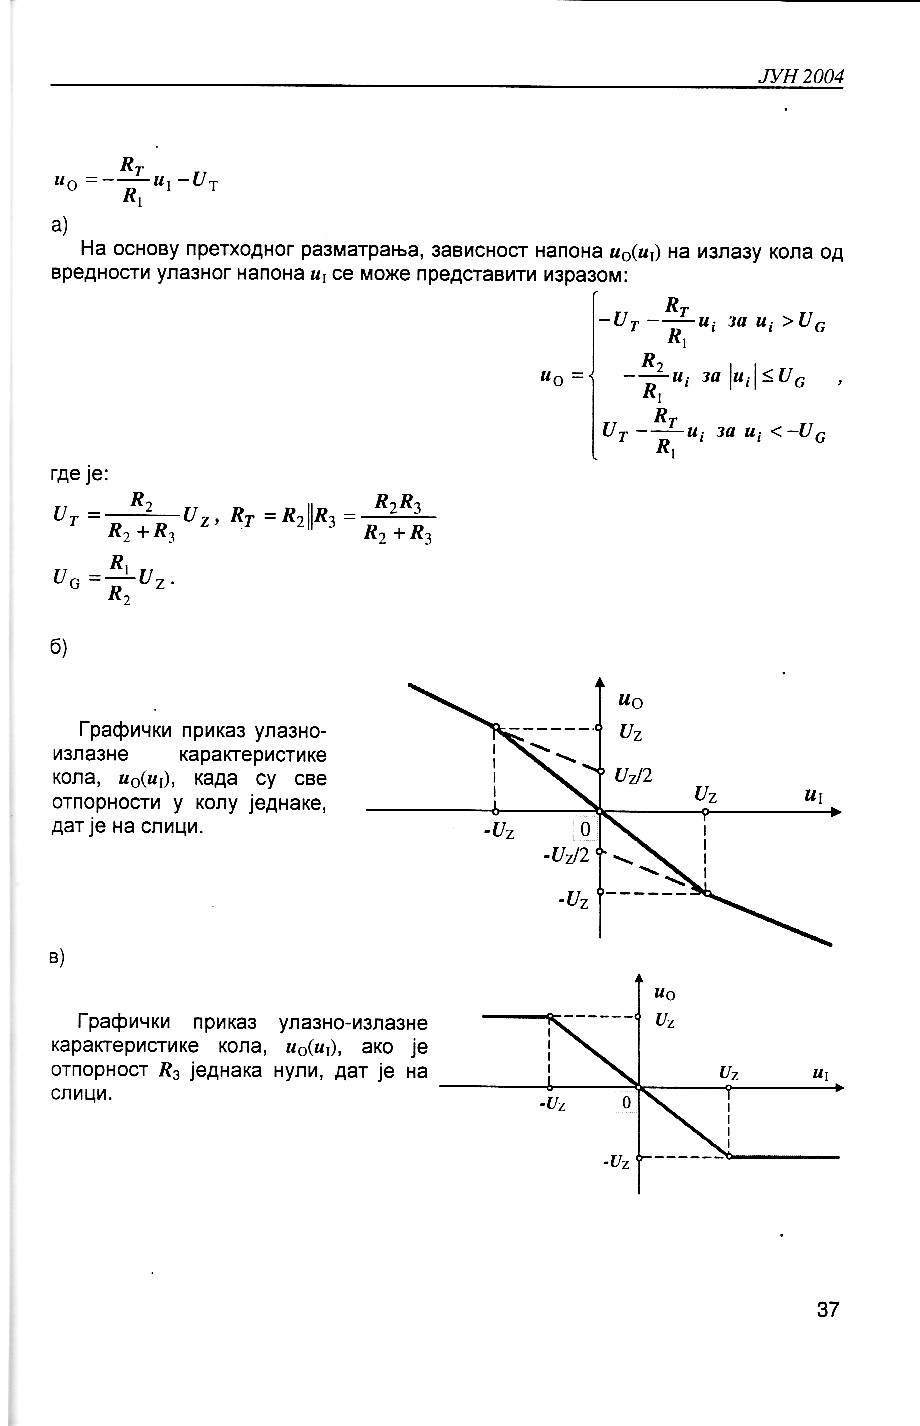 ЈУН 2004
u_O = -\frac{R_T}{R_1} u_I - U_T
а)
На основу претходног разматрања, зависност напона u_O(u_I) на излазу кола од
вредности улазног напона u_I се може представити изразом:
-U_T - \frac{R_T}{R_1} u_i за u_i > U_G
u_O = { -\frac{R_2}{R_1} u_i за |u_i| ≤ U_G ,
U_T - \frac{R_T}{R_1} u_i за u_i < -U_G
где је:
U_T = \frac{R_2}{R_2 + R_3} U_Z, R_T = R_2||R_3 = \frac{R_2 R_3}{R_2 + R_3}
U_G = \frac{R_1}{R_2} U_Z.
б)
Графички приказ улазно-
излазне карактеристике
кола, u_O(u_I), када су све
отпорности у колу једнаке,
дат је на слици.
u_O
U_Z
U_Z/2
U_Z u_I
-U_Z 0
-U_Z/2
-U_Z
в)
Графички приказ улазно-излазне
карактеристике кола, u_O(u_I), ако је
отпорност R_3 једнака нули, дат је на
слици.
u_O
U_Z
U_Z u_I
-U_Z 0
-U_Z
37